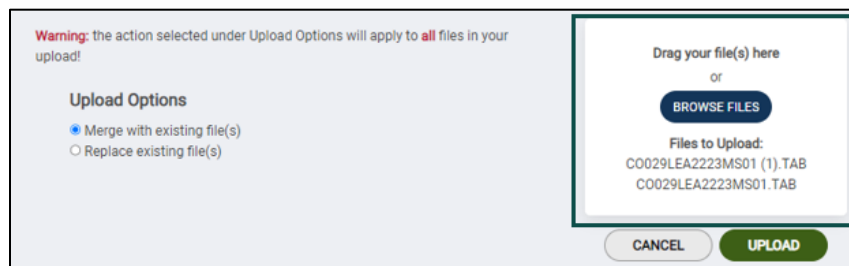 Warning: the action selected under Upload Options will apply to all files in your
upload!
Upload Options
Merge with existing file(s)
Replace existing file(s)
Drag your file(s) here
or
BROWSE FILES
Files to Upload:
CO029LEA2223MS01 (1).TAB
CO029LEA2223MS01.TAB
CANCEL
UPLOAD